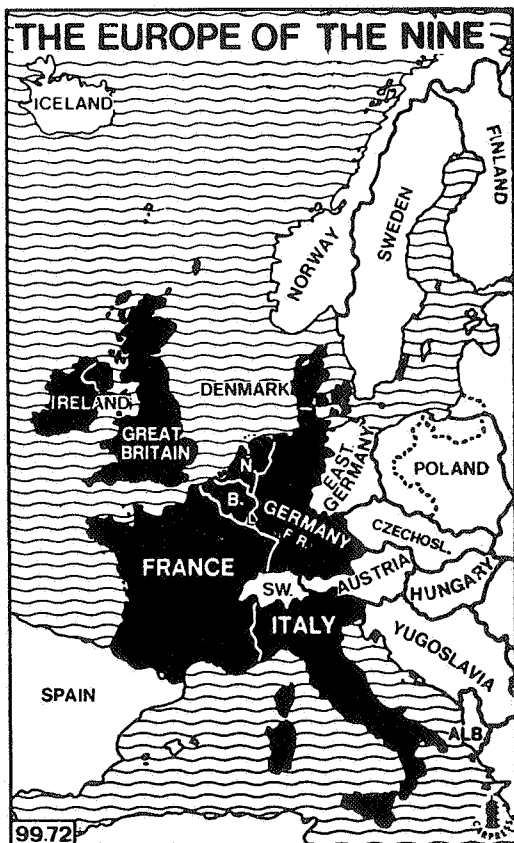 THE EUROPE OF THE NINE
ICELAND
FINLAND
SWEDEN
NORWAY
DENMARK
IRELAND
GREAT
BRITAIN
N.
EAST
GERMANY
POLAND
B.
GERMANY
F R.
CZECHOSL.
FRANCE
SW.
AUSTRIA
HUNGARY
ITALY
YUGOSLAVIA
SPAIN
ALB.
99.72
CARPRESS